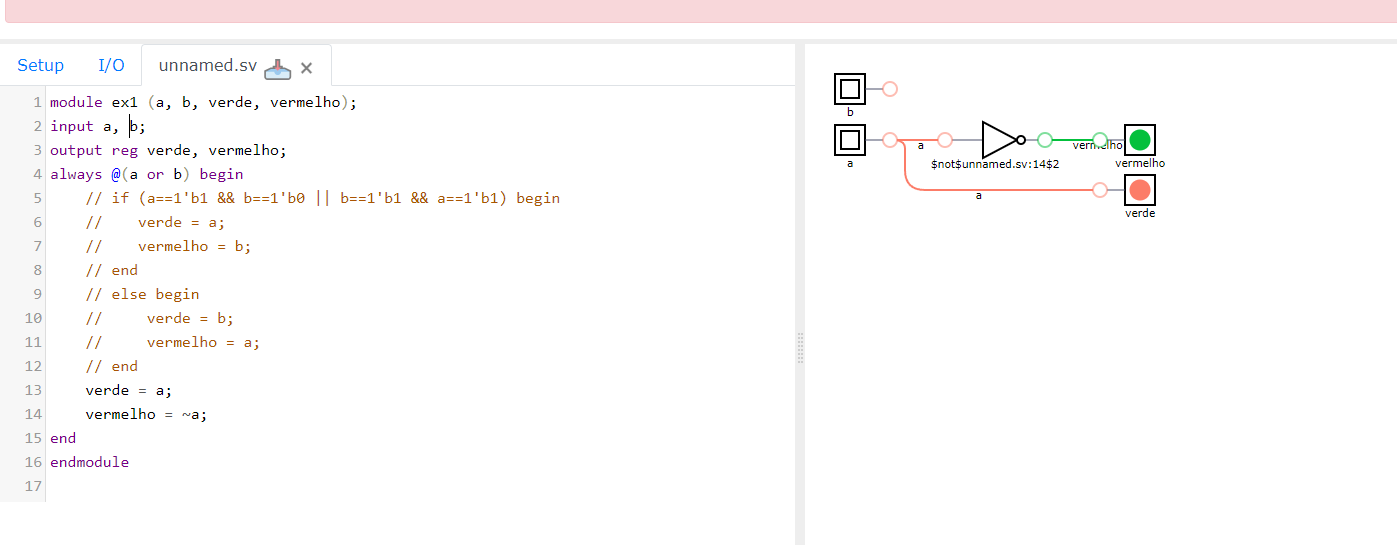 Setup I/O unnamed.sv
1 module ex1 (a, b, verde, vermelho);
2 input a, b;
3 output reg verde, vermelho;
4 always @(a or b) begin
5 // if (a==1'b1 && b==1'b0 || b==1'b1 && a==1'b1) begin
6 // verde = a;
7 // vermelho = b;
8 // end
9 // else begin
10 // verde = b;
11 // vermelho = a;
12 // end
13 verde = a;
14 vermelho = ~a;
15 end
16 endmodule
17
b
a
a
$not$unnamed.sv:14$2
vermelho
vermelho
a
verde